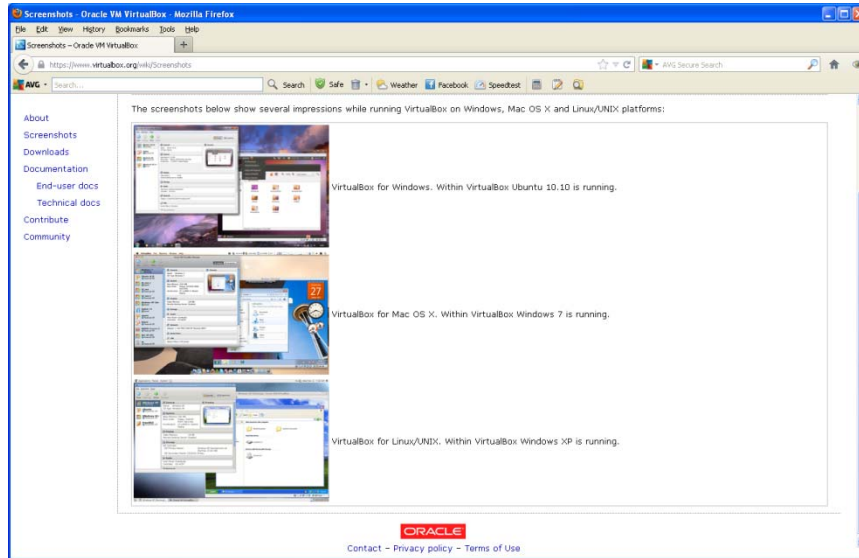 Screenshots - Oracle VM VirtualBox - Mozilla Firefox
File Edit View History Bookmarks Tools Help
Screenshots – Oracle VM VirtualBox
https://www.virtualbox.org/wiki/Screenshots
AVG Secure Search
AVG Search... Search Safe Weather Facebook Speedtest
The screenshots below show several impressions while running VirtualBox on Windows, Mac OS X and Linux/UNIX platforms:
About
Screenshots
Downloads
Documentation
End-user docs
Technical docs
Contribute
Community
VirtualBox for Windows. Within VirtualBox Ubuntu 10.10 is running.
27
VirtualBox for Mac OS X. Within VirtualBox Windows 7 is running.
VirtualBox for Linux/UNIX. Within VirtualBox Windows XP is running.
ORACLE
Contact – Privacy policy – Terms of Use